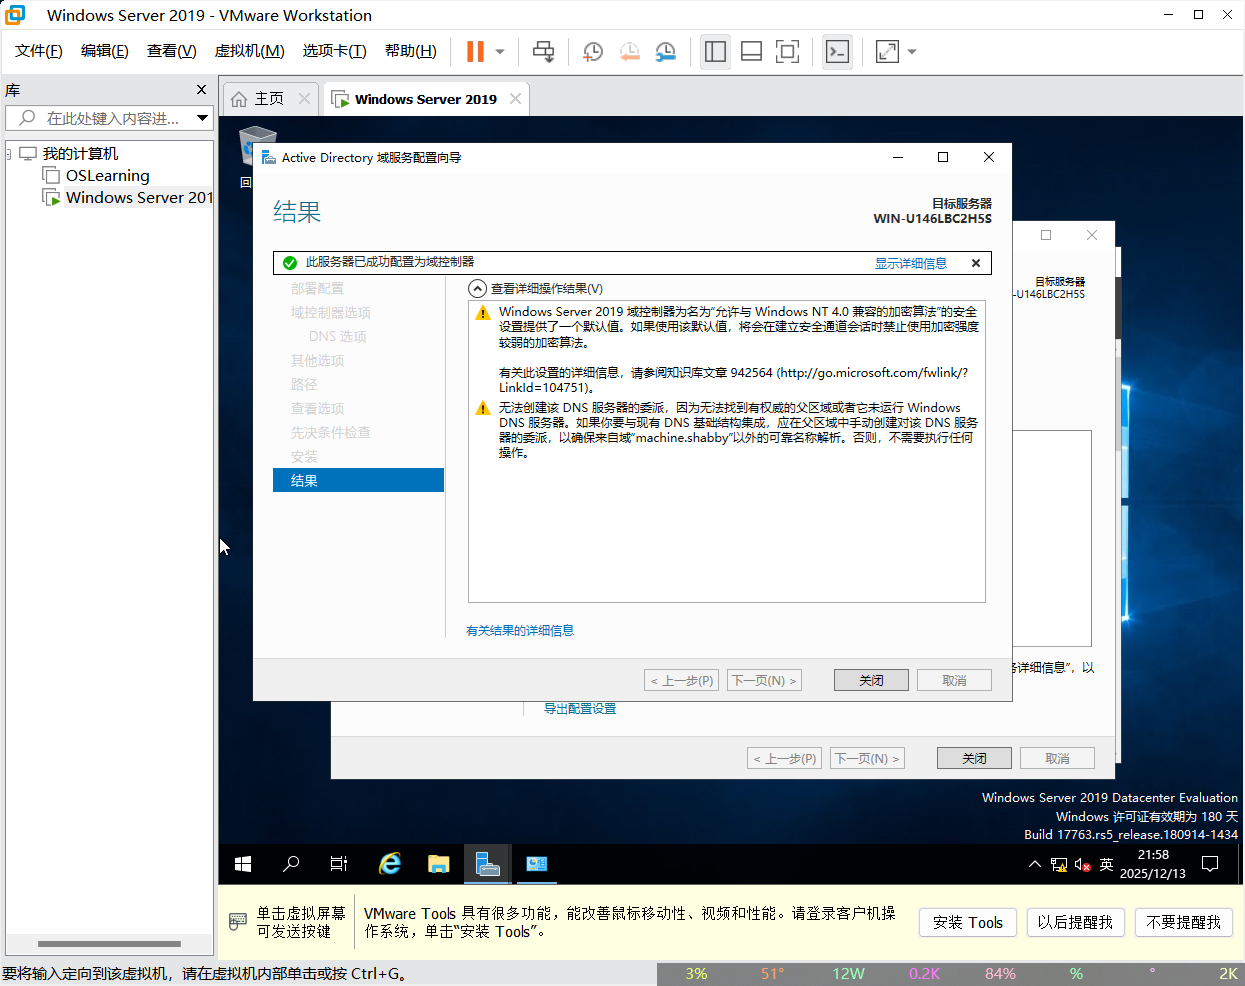 Windows Server 2019 - VMware Workstation
文件(F) 编辑(E) 查看(V) 虚拟机(M) 选项卡(T) 帮助(H)
库
在此处键入内容进...
我的计算机
OSLearning
Windows Server 201
主页
Windows Server 2019
回
Active Directory 域服务配置向导
结果
目标服务器
WIN-U146LBC2H5S
此服务器已成功配置为域控制器
显示详细信息
部署配置
域控制器选项
DNS 选项
其他选项
路径
查看选项
先决条件检查
安装
结果
查看详细操作结果(V)
Windows Server 2019 域控制器为名为“允许与 Windows NT 4.0 兼容的加密算法”的安全
设置提供了一个默认值。如果使用该默认值，将会在建立安全通道会话时禁止使用加密强度
较弱的加密算法。
有关此设置的详细信息，请参阅知识库文章 942564 (http://go.microsoft.com/fwlink/?
LinkId=104751)。
无法创建该 DNS 服务器的委派，因为无法找到有权威的父区域或者它未运行 Windows
DNS 服务器。如果你要与现有 DNS 基础结构集成，应在父区域中手动创建对该 DNS 服务
器的委派，以确保来自域“machine.shabby”以外的可靠名称解析。否则，不需要执行任何
操作。
有关结果的详细信息
< 上一步(P) 下一页(N) > 关闭 取消
目标服务器
-U146LBC2H5S
详细信息”，以
导出配置设置
< 上一步(P) 下一页(N) > 关闭 取消
Windows Server 2019 Datacenter Evaluation
Windows 许可证有效期为 180 天
Build 17763.rs5_release.180914-1434
英
21:58
2025/12/13
单击虚拟屏幕
可发送按键
VMware Tools 具有很多功能，能改善鼠标移动性、视频和性能。请登录客户机操
作系统，单击“安装 Tools”。
安装 Tools 以后提醒我 不要提醒我
要将输入定向到该虚拟机，请在虚拟机内部单击或按 Ctrl+G。
3% 51° 12W 0.2K 84% % ° 2K